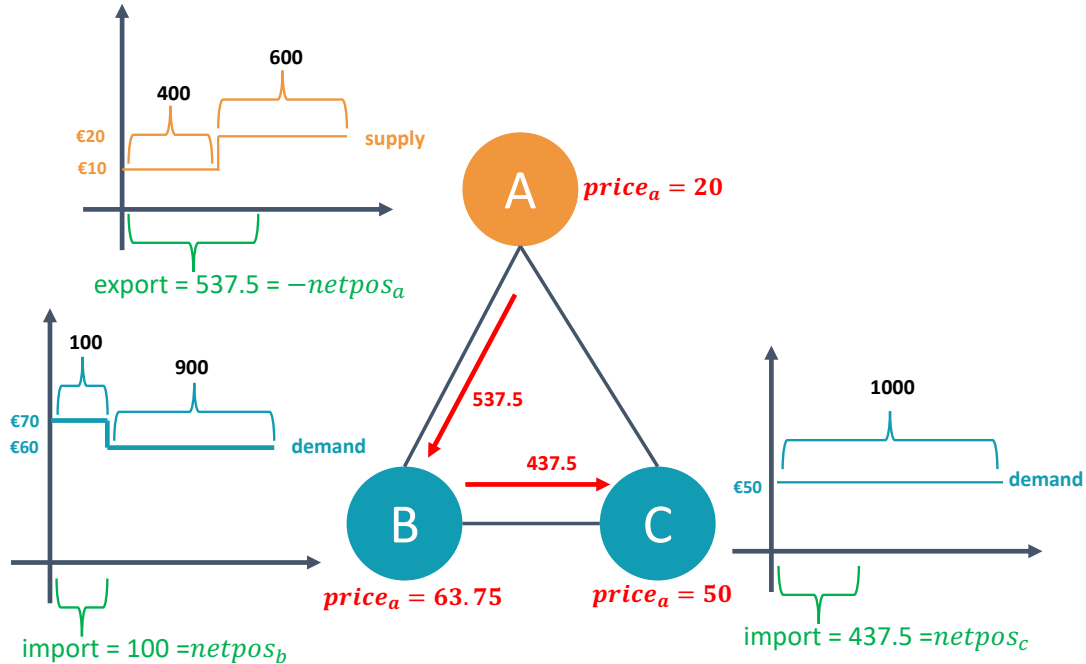 600
400
€20
supply
€10
A
price_a = 20
export = 537.5 = −netpos_a
100
900
€70
€60
demand
537.5
437.5
B
C
1000
€50
demand
price_a = 63.75
price_a = 50
import = 100 =netpos_b
import = 437.5 =netpos_c